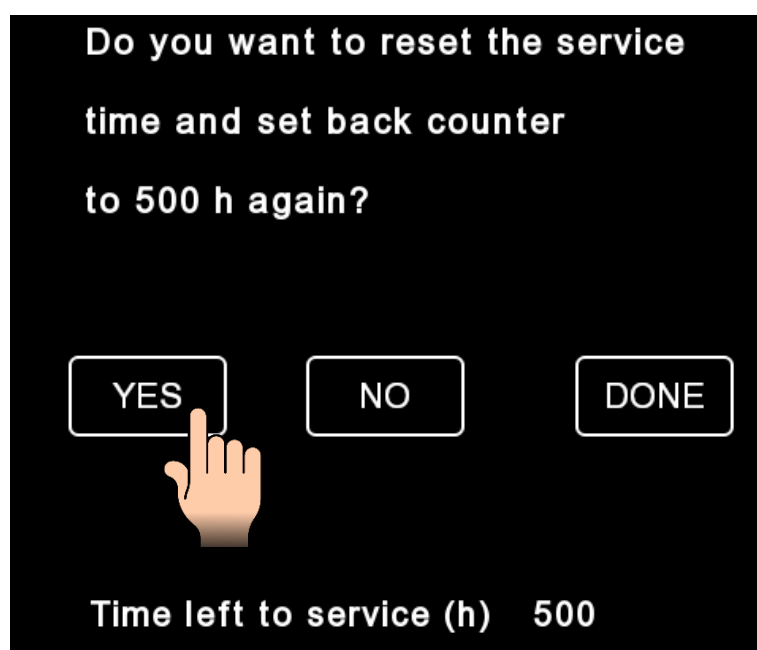 Do you want to reset the service
time and set back counter
to 500 h again?
YES NO DONE
Time left to service (h) 500